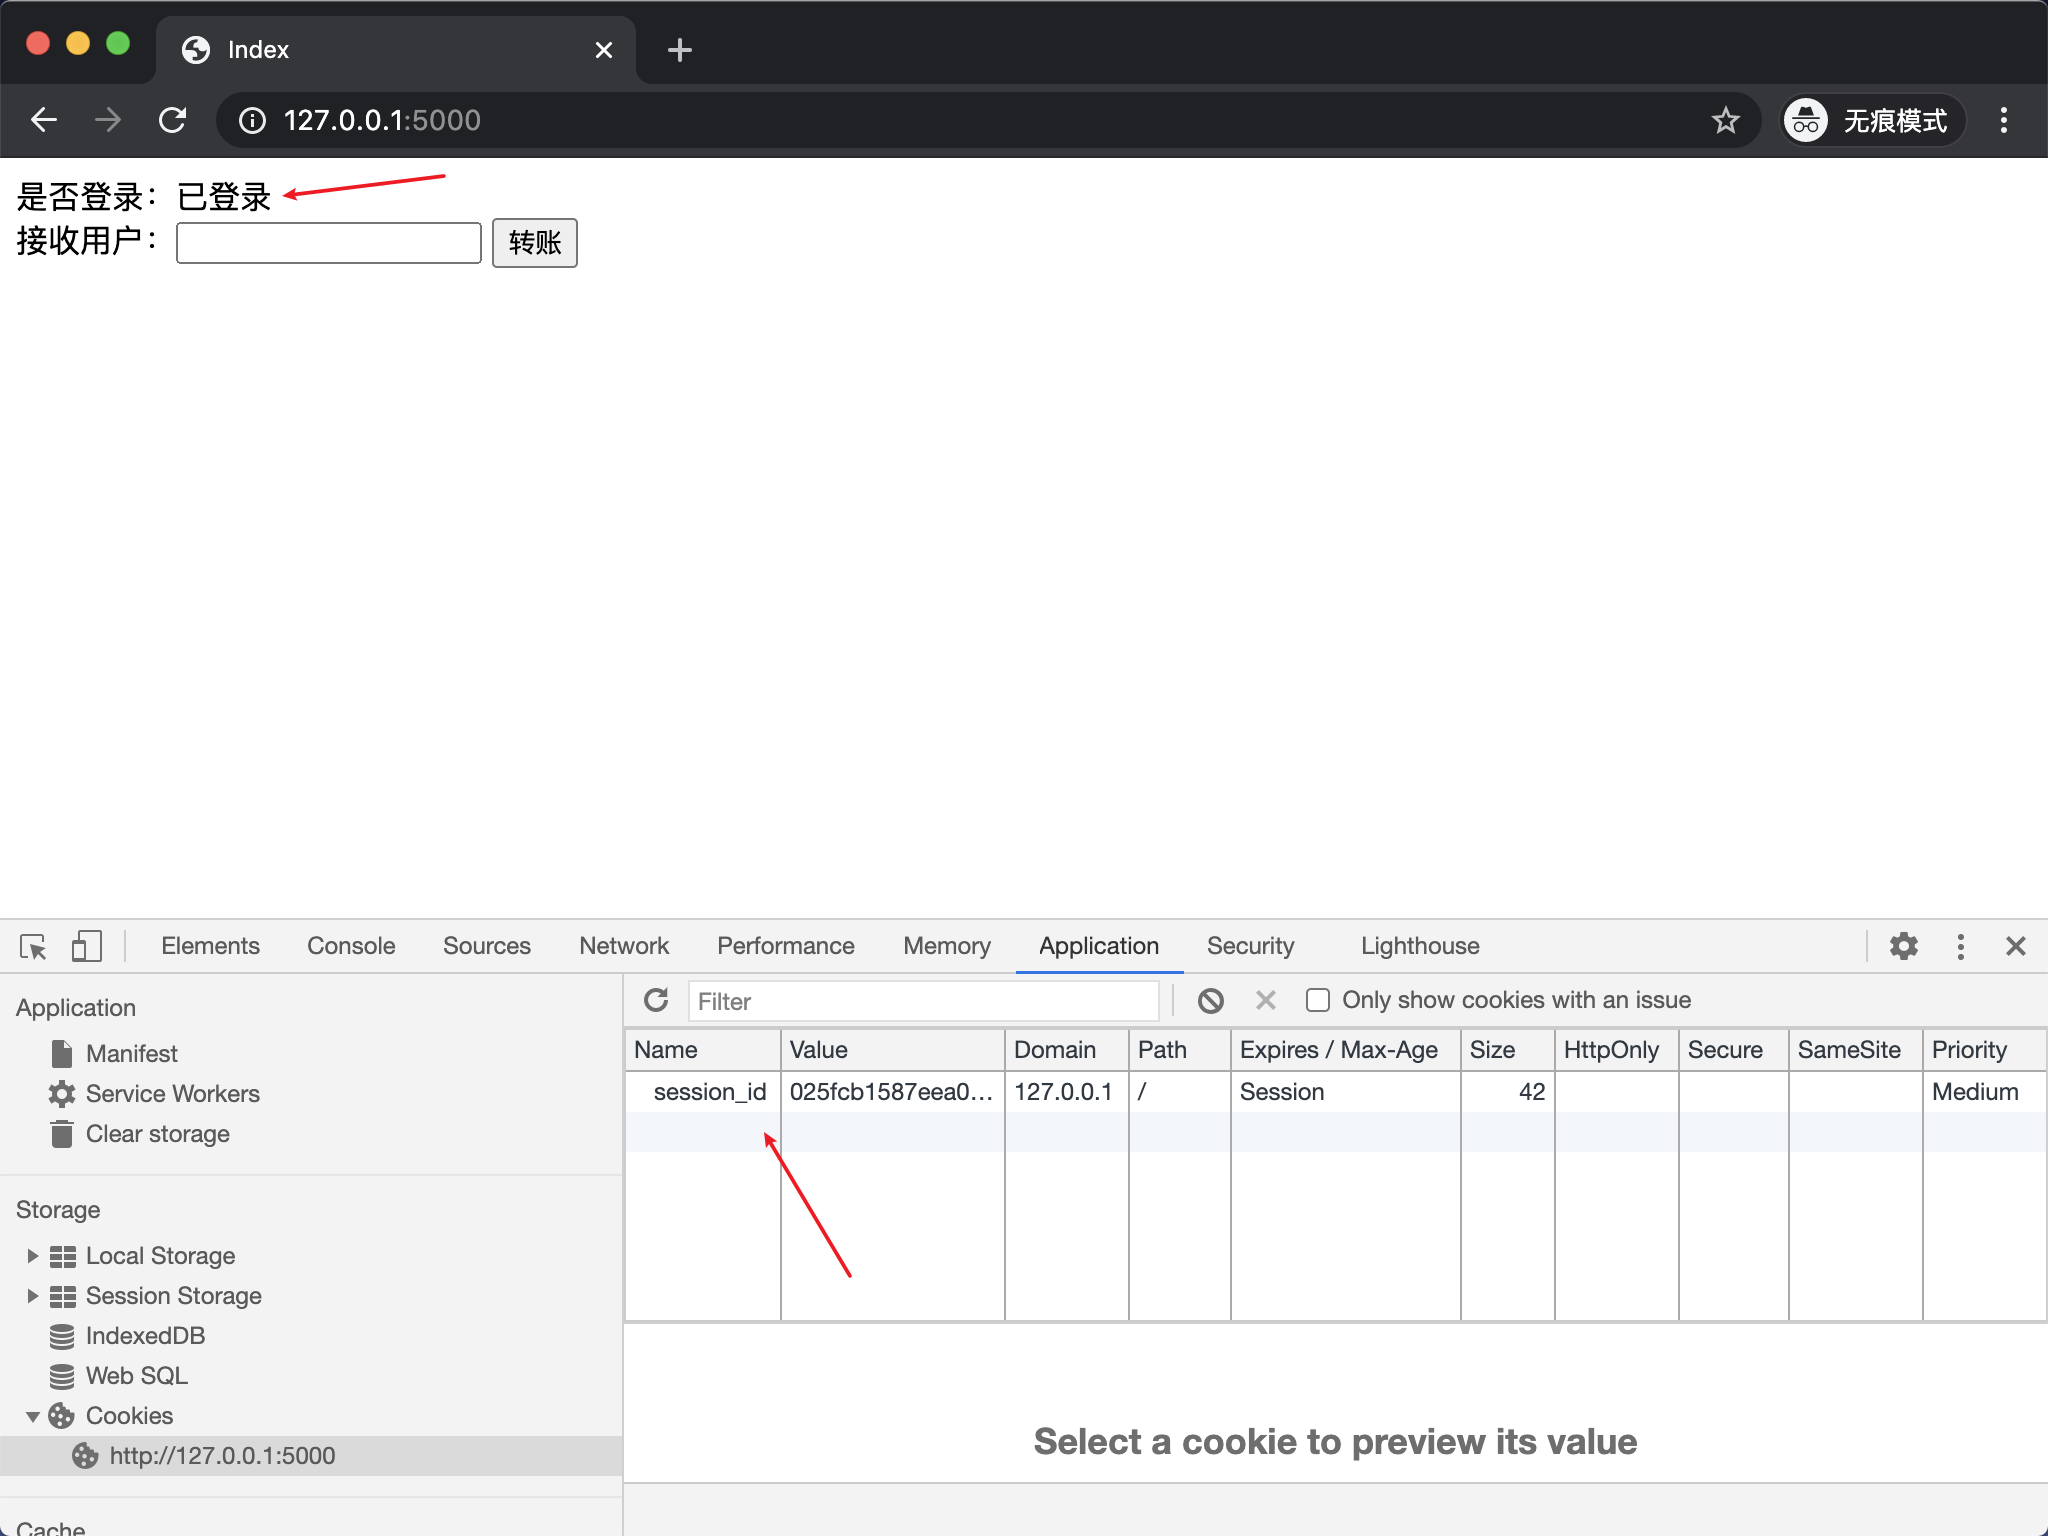 Index
127.0.0.1:5000
无痕模式
是否登录：已登录
接收用户：
转账
Elements Console Sources Network Performance Memory Application Security Lighthouse
Application
Manifest
Service Workers
Clear storage
Storage
Local Storage
Session Storage
IndexedDB
Web SQL
Cookies
http://127.0.0.1:5000
Cache
Filter
Only show cookies with an issue
Name Value Domain Path Expires / Max-Age Size HttpOnly Secure SameSite Priority
session_id 025fcb1587eea0... 127.0.0.1 / Session 42 Medium
Select a cookie to preview its value